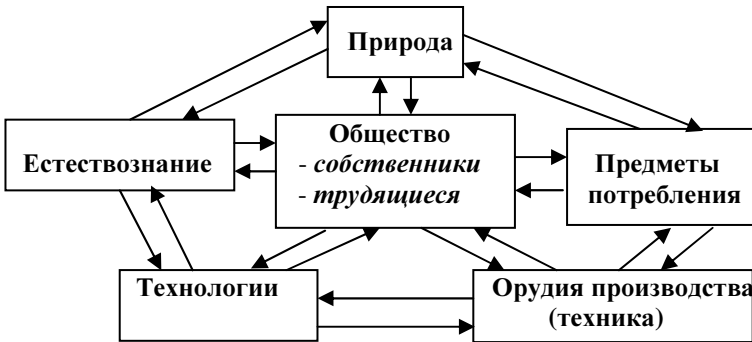 Природа
Естествознание
Общество
- собственники
- трудящиеся
Предметы
потребления
Технологии
Орудия производства
(техника)